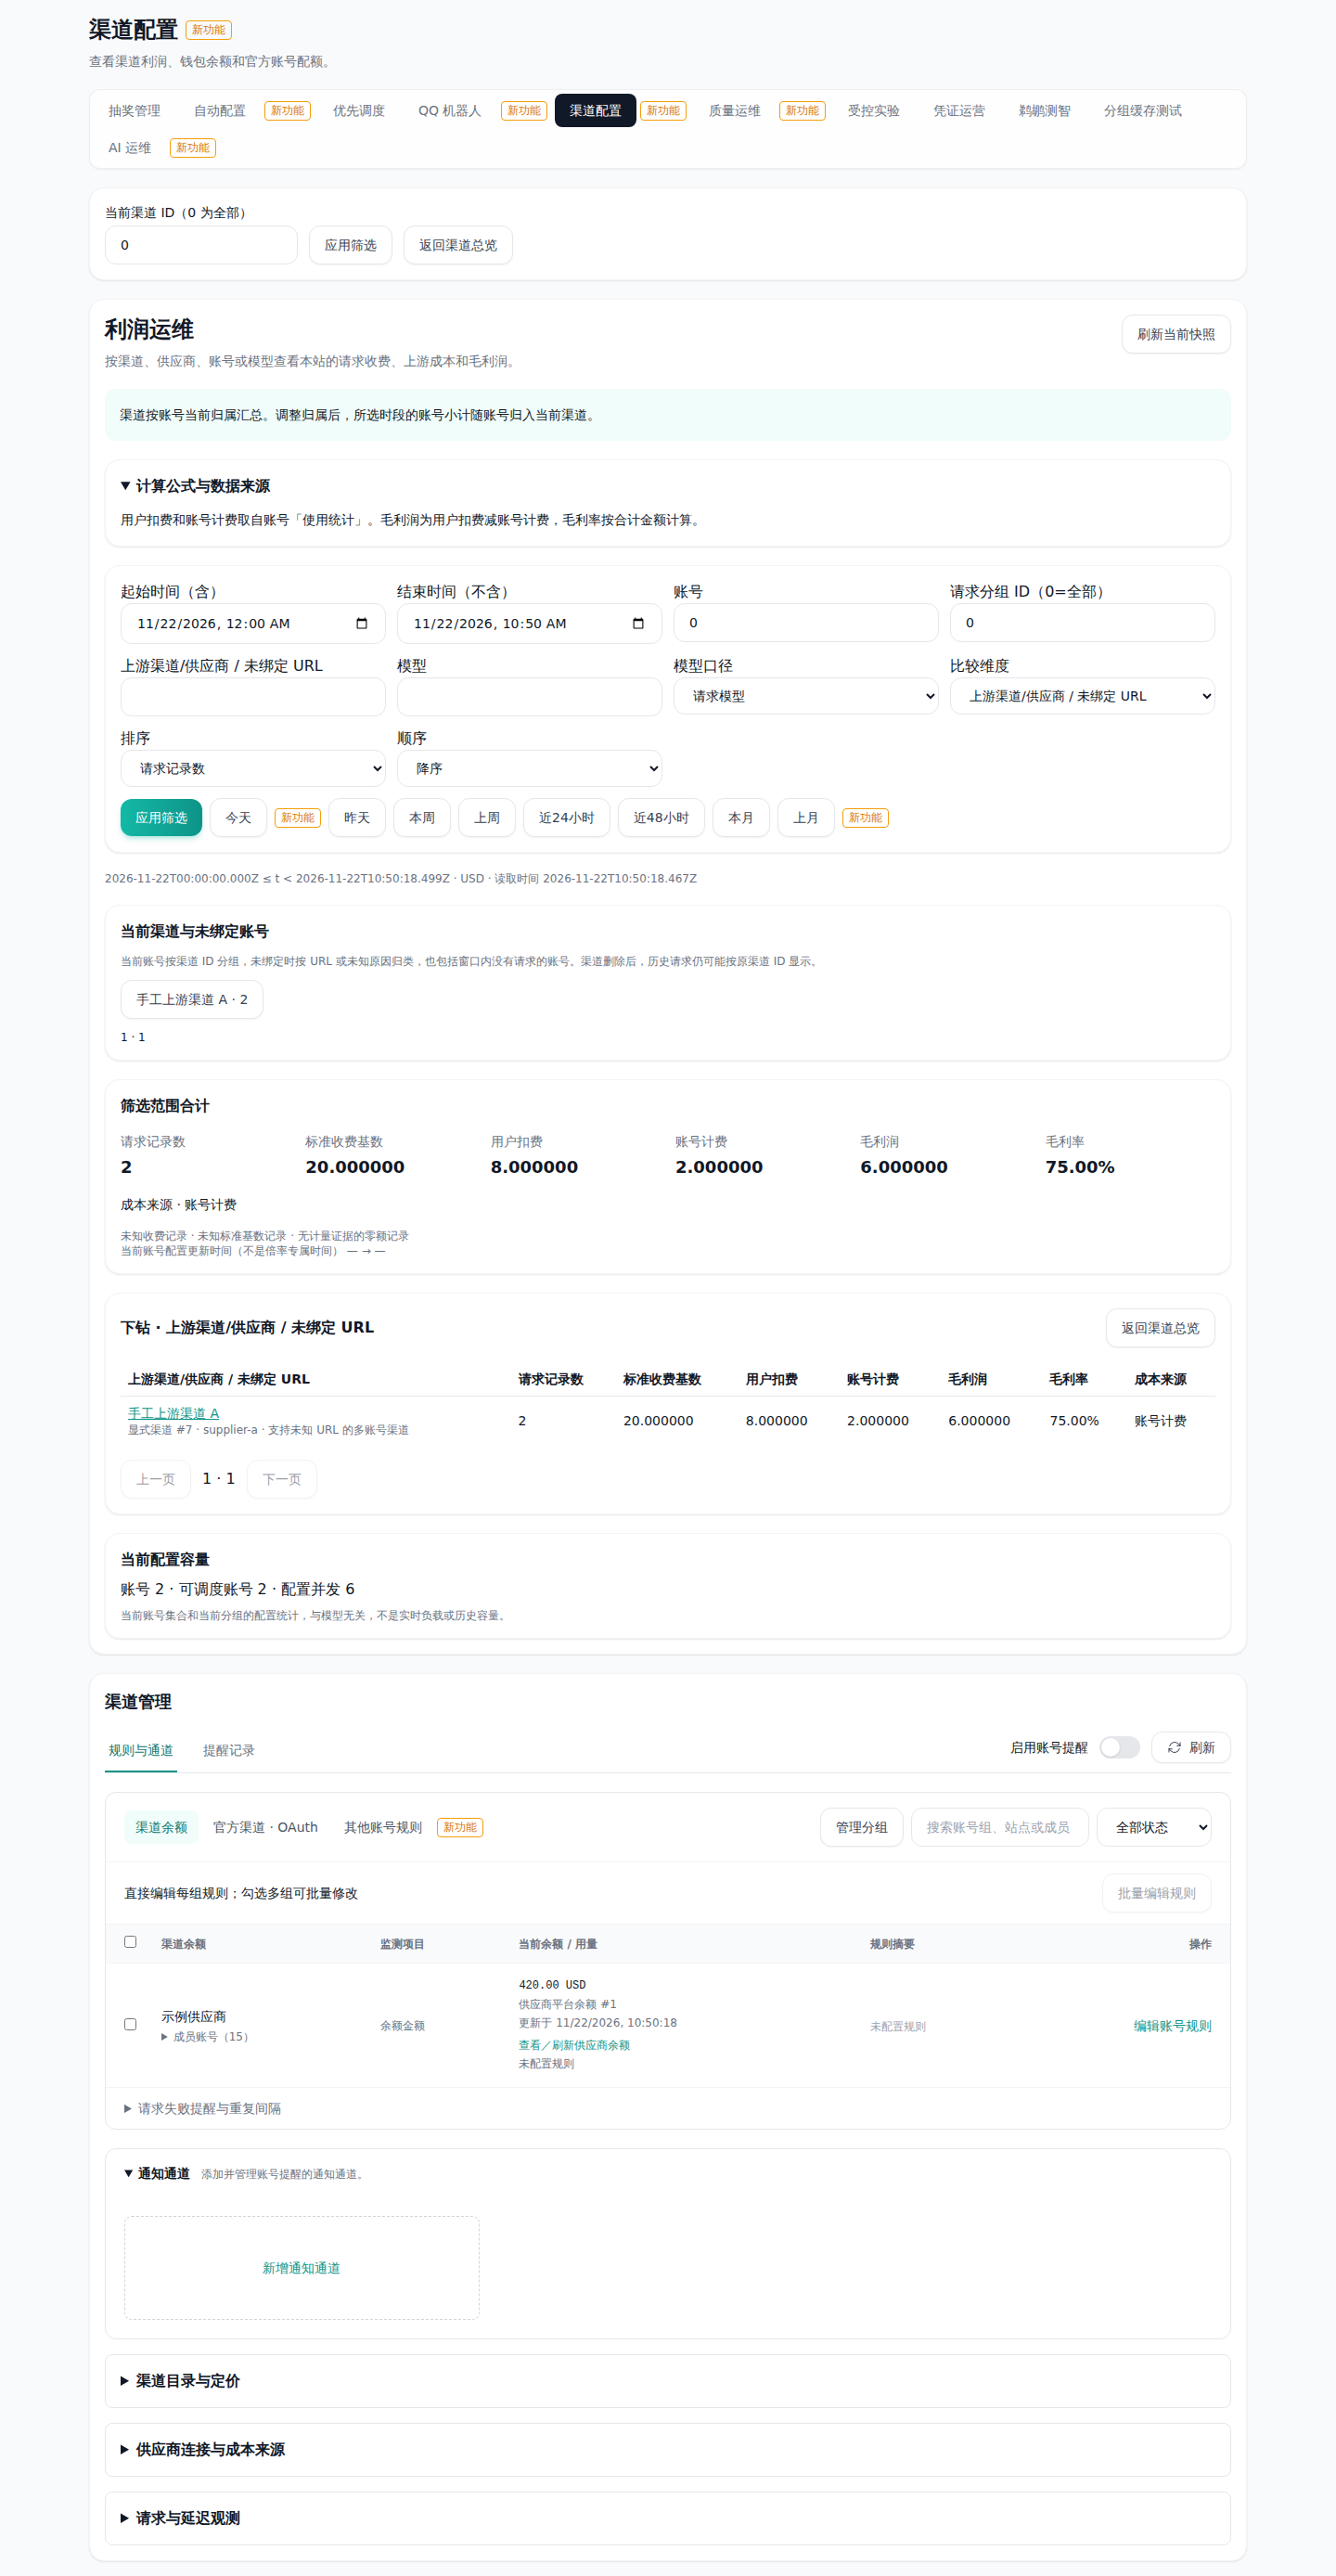 渠道配置 新功能
查看渠道利润、钱包余额和官方账号配额。
抽奖管理 自动配置 新功能 优先调度 QQ 机器人 新功能 渠道配置 新功能 质量运维 新功能 受控实验 凭证运营 鹈鹕测智 分组缓存测试
AI 运维 新功能
当前渠道 ID（0 为全部）
0 应用筛选 返回渠道总览
利润运维 刷新当前快照
按渠道、供应商、账号或模型查看本站的请求收费、上游成本和毛利润。
渠道按账号当前归属汇总。调整归属后，所选时段的账号小计随账号归入当前渠道。
▼ 计算公式与数据来源
用户扣费和账号计费取自账号「使用统计」。毛利润为用户扣费减账号计费，毛利率按合计金额计算。
起始时间（含） 结束时间（不含） 账号 请求分组 ID（0=全部）
11/22/2026, 12:00 AM 11/22/2026, 10:50 AM 0 0
上游渠道/供应商 / 未绑定 URL 模型 模型口径 比较维度
请求模型 上游渠道/供应商 / 未绑定 URL
排序 顺序
请求记录数 降序
应用筛选 今天 新功能 昨天 本周 上周 近24小时 近48小时 本月 上月 新功能
2026-11-22T00:00:00.000Z ≤ t < 2026-11-22T10:50:18.499Z · USD · 读取时间 2026-11-22T10:50:18.467Z
当前渠道与未绑定账号
当前账号按渠道 ID 分组，未绑定时按 URL 或未知原因归类，也包括窗口内没有请求的账号。渠道删除后，历史请求仍可能按原渠道 ID 显示。
手工上游渠道 A · 2
1 · 1
筛选范围合计
请求记录数 标准收费基数 用户扣费 账号计费 毛利润 毛利率
2 20.000000 8.000000 2.000000 6.000000 75.00%
成本来源 · 账号计费
未知收费记录 · 未知标准基数记录 · 无计量证据的零额记录
当前账号配置更新时间（不是倍率专属时间） — → —
下钻 · 上游渠道/供应商 / 未绑定 URL 返回渠道总览
上游渠道/供应商 / 未绑定 URL 请求记录数 标准收费基数 用户扣费 账号计费 毛利润 毛利率 成本来源
手工上游渠道 A 2 20.000000 8.000000 2.000000 6.000000 75.00% 账号计费
显式渠道 #7 · supplier-a · 支持未知 URL 的多账号渠道
上一页 1 · 1 下一页
当前配置容量
账号 2 · 可调度账号 2 · 配置并发 6
当前账号集合和当前分组的配置统计，与模型无关，不是实时负载或历史容量。
渠道管理
规则与通道 提醒记录 启用账号提醒 刷新
渠道余额 官方渠道 · OAuth 其他账号规则 新功能 管理分组 搜索账号组、站点或成员 全部状态
直接编辑每组规则；勾选多组可批量修改 批量编辑规则
渠道余额 监测项目 当前余额 / 用量 规则摘要 操作
420.00 USD
示例供应商 供应商平台余额 #1
▶ 成员账号（15） 余额金额 更新于 11/22/2026, 10:50:18 未配置规则 编辑账号规则
查看／刷新供应商余额
未配置规则
▶ 请求失败提醒与重复间隔
▼ 通知通道 添加并管理账号提醒的通知通道。
新增通知通道
▶ 渠道目录与定价
▶ 供应商连接与成本来源
▶ 请求与延迟观测